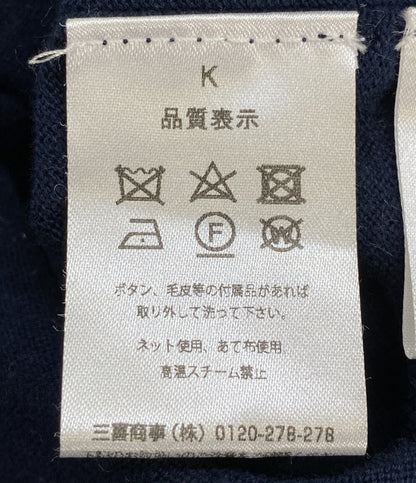 K
品質表示
F
W
ボタン、毛皮等の付属品があれば
取り外して洗って下さい。
ネット使用、あて布使用
高温スチーム禁止
三喜商事(株) 0120-278-278